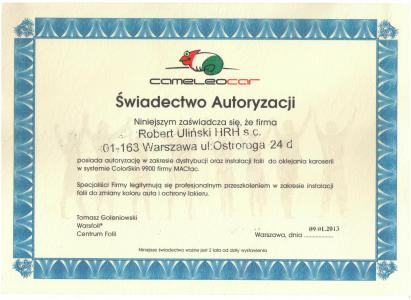 CAMELEOCAR
Świadectwo Autoryzacji
Niniejszym zaświadcza się, że firma
Robert Uliński HRH s.c.
01-163 Warszawa ul.Ostroroga 24 d
posiada autoryzację w zakresie dystrybucji oraz instalacji folii do oklejania karoserii
w systemie ColorSkin 9900 firmy MACtac.
Specjaliści Firmy legitymują się profesjonalnym przeszkoleniem w zakresie instalacji
folii do zmiany koloru auta i ochrony lakieru.
Tomasz Goleniowski
Warsfoll®
Centrum Folii
Warszawa, dnia 09.01.2013
Niniejsze świadectwo ważne jest 2 lata od daty wystawienia